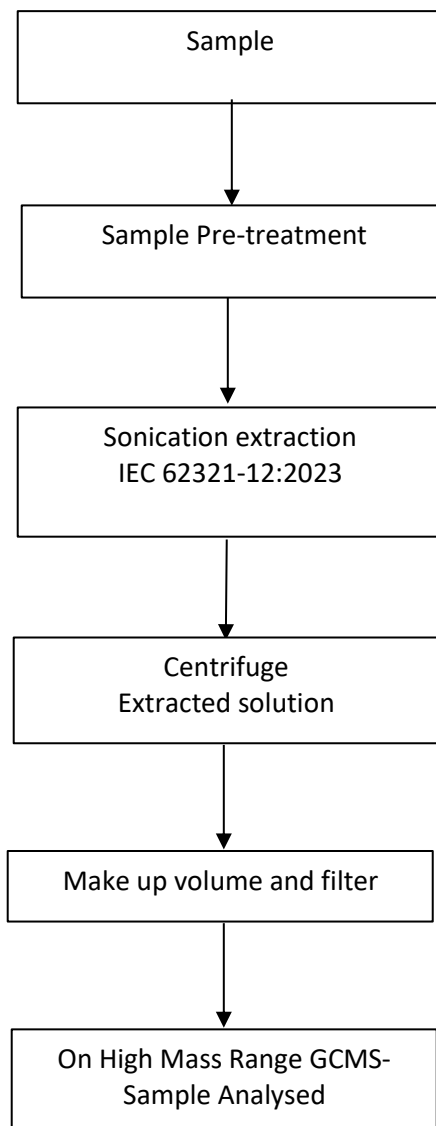 Sample
Sample Pre-treatment
Sonication extraction
IEC 62321-12:2023
Centrifuge
Extracted solution
Make up volume and filter
On High Mass Range GCMS-
Sample Analysed